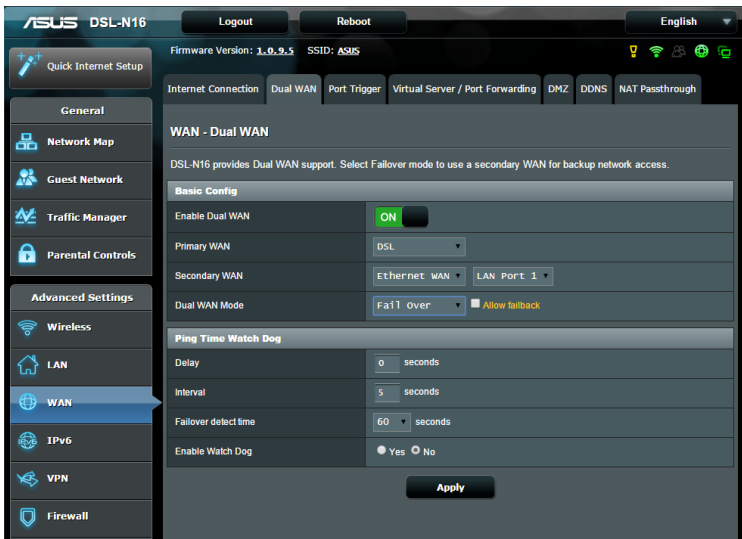 ASUS DSL-N16 Logout Reboot English
Quick Internet Setup
Firmware Version: 1.0.9.5 SSID: ASUS
General
Network Map
Guest Network
Traffic Manager
Parental Controls
Advanced Settings
Wireless
LAN
WAN
IPv6
IPv6
VPN
Firewall
Internet Connection Dual WAN Port Trigger Virtual Server / Port Forwarding DMZ DDNS NAT Passthrough
WAN - Dual WAN
DSL-N16 provides Dual WAN support. Select Failover mode to use a secondary WAN for backup network access.
Basic Config
Enable Dual WAN ON
Primary WAN DSL
Secondary WAN Ethernet WAN LAN Port 1
Dual WAN Mode Fail Over Allow failback
Ping Time Watch Dog
Delay 0 seconds
Interval 5 seconds
Failover detect time 60 seconds
Enable Watch Dog Yes No
Apply